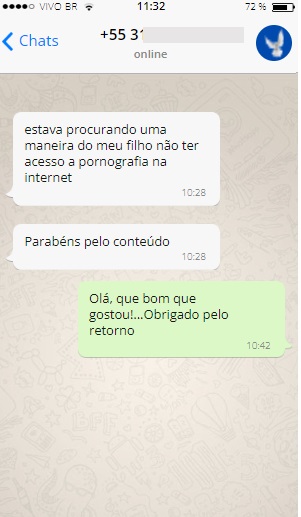 VIVO BR 11:32 72 %
Chats +55 31
online
estava procurando uma
maneira do meu filho não ter
acesso a pornografia na
internet
10:28
Parabéns pelo conteúdo
10:28
Olá, que bom que
gostou!...Obrigado pelo
retorno
10:42